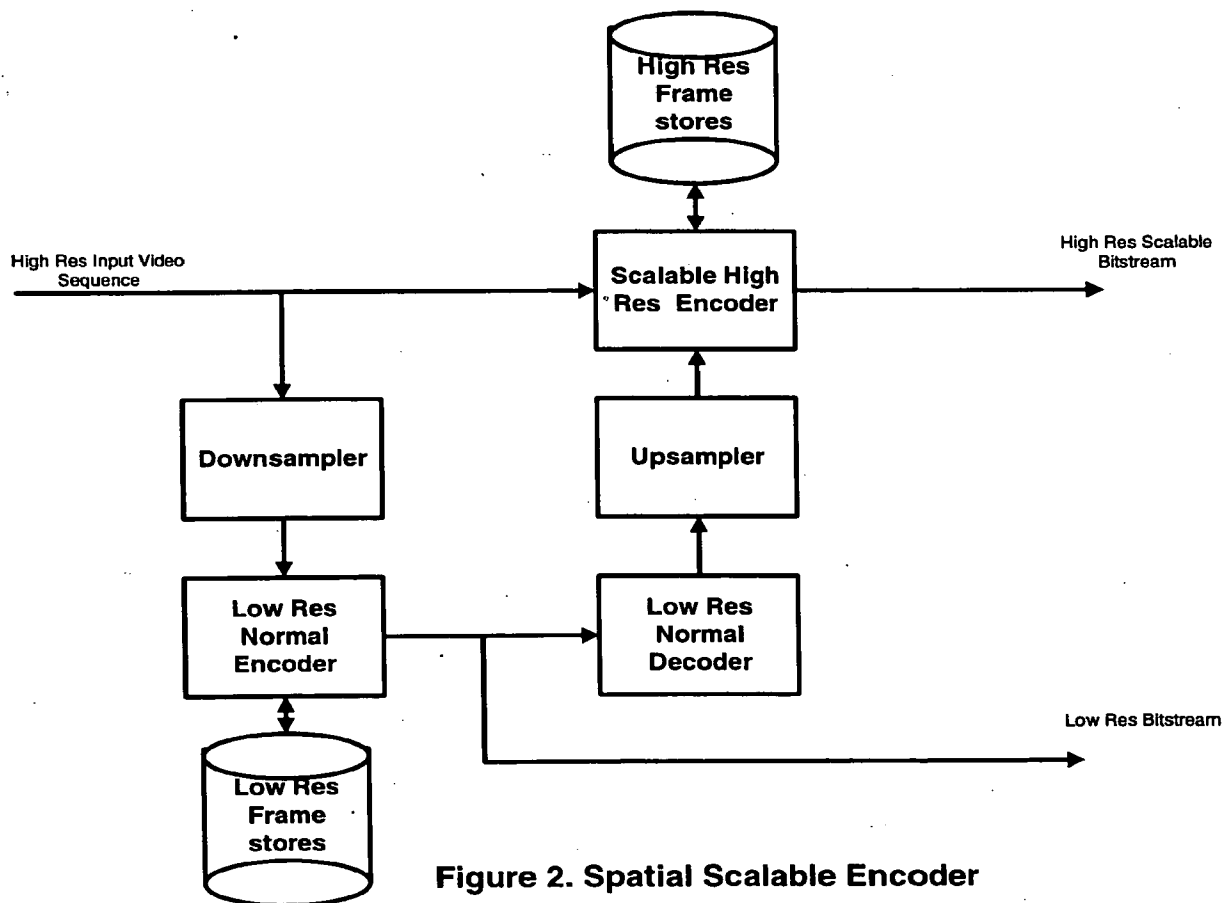 High Res
Frame
stores
High Res Input Video
Sequence
Scalable High
Res Encoder
High Res Scalable
Bitstream
Downsampler
Upsampler
Low Res
Normal
Encoder
Low Res
Normal
Decoder
Low Res Bitstream
Low Res
Frame
stores
Figure 2. Spatial Scalable Encoder